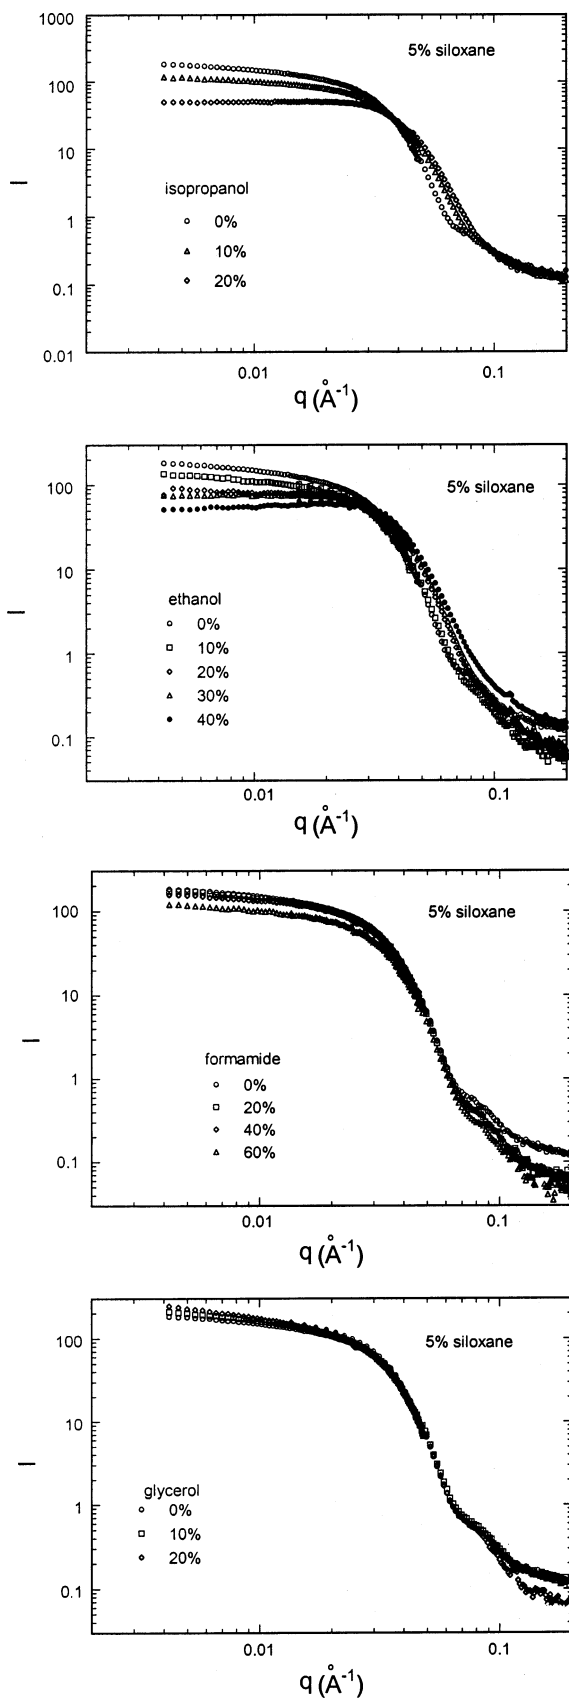 1000
5% siloxane
100
10
I
isopropanol
0%
1
10%
20%
0.1
0.01
0.01
0.1
q (Å⁻¹)
100
5% siloxane
10
ethanol
I
0%
10%
1
20%
30%
40%
0.1
0.01
0.1
q (Å⁻¹)
100
5% siloxane
10
I
formamide
1
0%
20%
40%
60%
0.1
0.01
0.1
q (Å⁻¹)
100
5% siloxane
10
I
glycerol
1
0%
10%
20%
0.1
0.01
0.1
q (Å⁻¹)